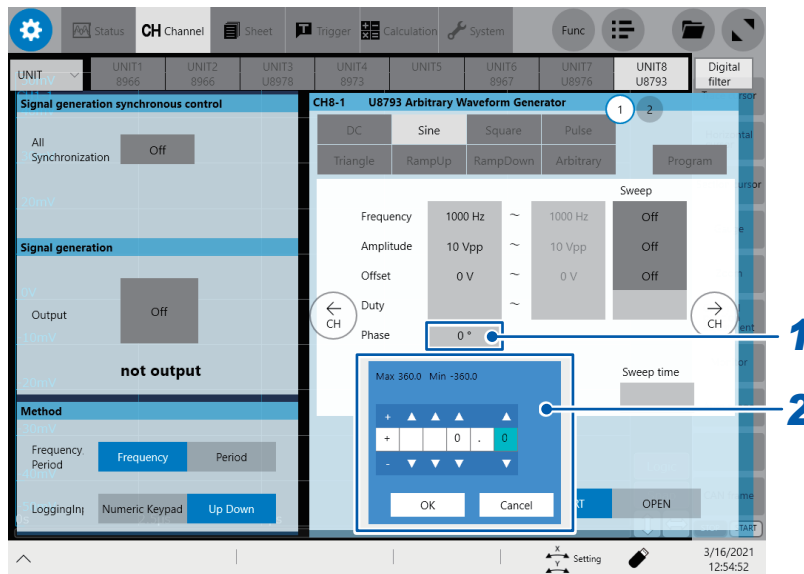 Status CH Channel Sheet Trigger Calculation System Func
UNIT UNIT1 UNIT2 UNIT3 UNIT4 UNIT5 UNIT6 UNIT7 UNIT8 Digital
8966 8966 U8978 8973 8967 U8976 U8793 filter
Signal generation synchronous control
All
Synchronization Off
Signal generation
Output Off
not output
Method
Frequency
Period Frequency Period
LoggingIn Numeric Keypad Up Down
CH8-1 U8793 Arbitrary Waveform Generator 1 2
DC Sine Square Pulse
Triangle RampUp RampDown Arbitrary Program
Sweep
Frequency 1000 Hz ~ 1000 Hz Off
Amplitude 10 Vpp ~ 10 Vpp Off
Offset 0 V ~ 0 V Off
Duty ~
Phase 0 °
← CH
→ CH
1
Max 360.0 Min -360.0
+
+ 0 . 0
-
OK Cancel
2
Sweep time
OPEN
START
X Y Setting
3/16/2021
12:54:52